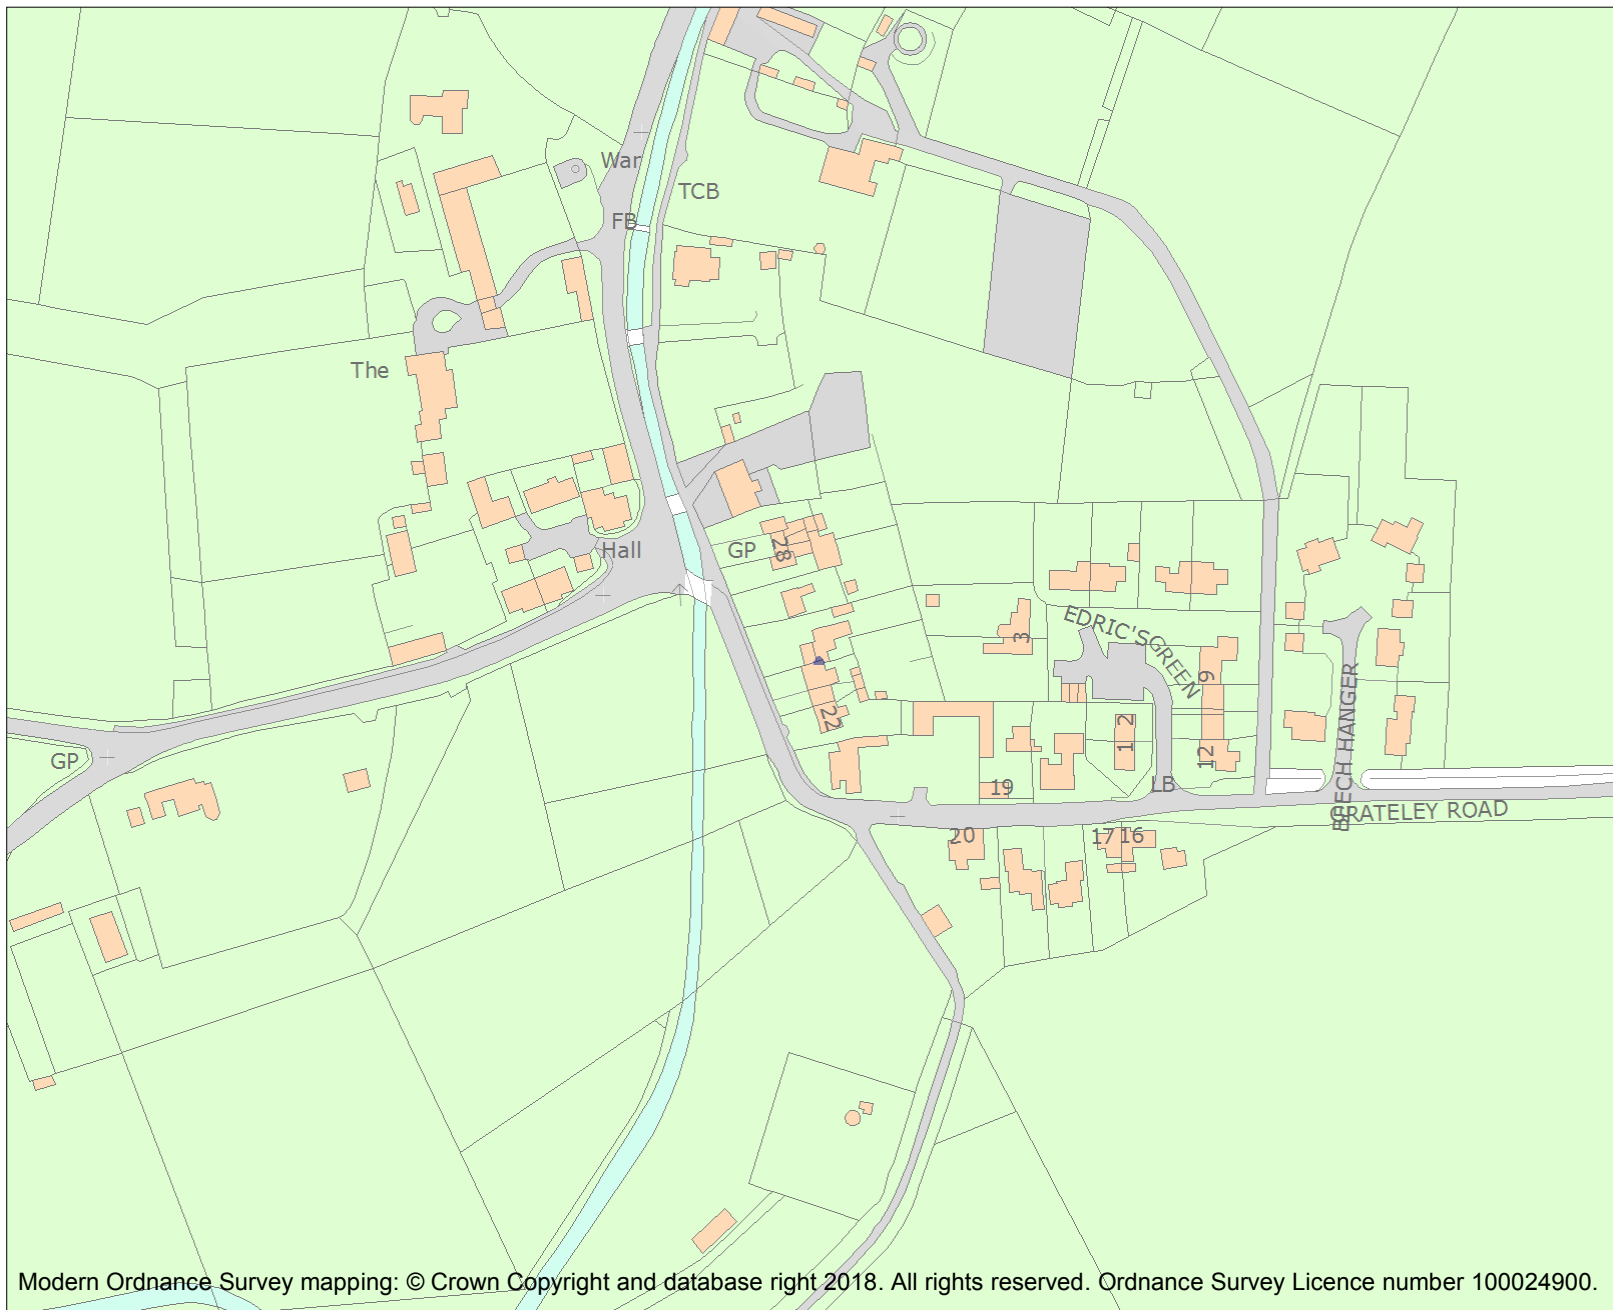 War
TCB
FB
The
Hall
GP
28
EDRIC'S GREEN
3
9
22
2
1
12
GP
LB
19
BEECH HANGER
GRATELEY ROAD
20
17
16
Modern Ordnance Survey mapping: © Crown Copyright and database right 2018. All rights reserved. Ordnance Survey Licence number 100024900.